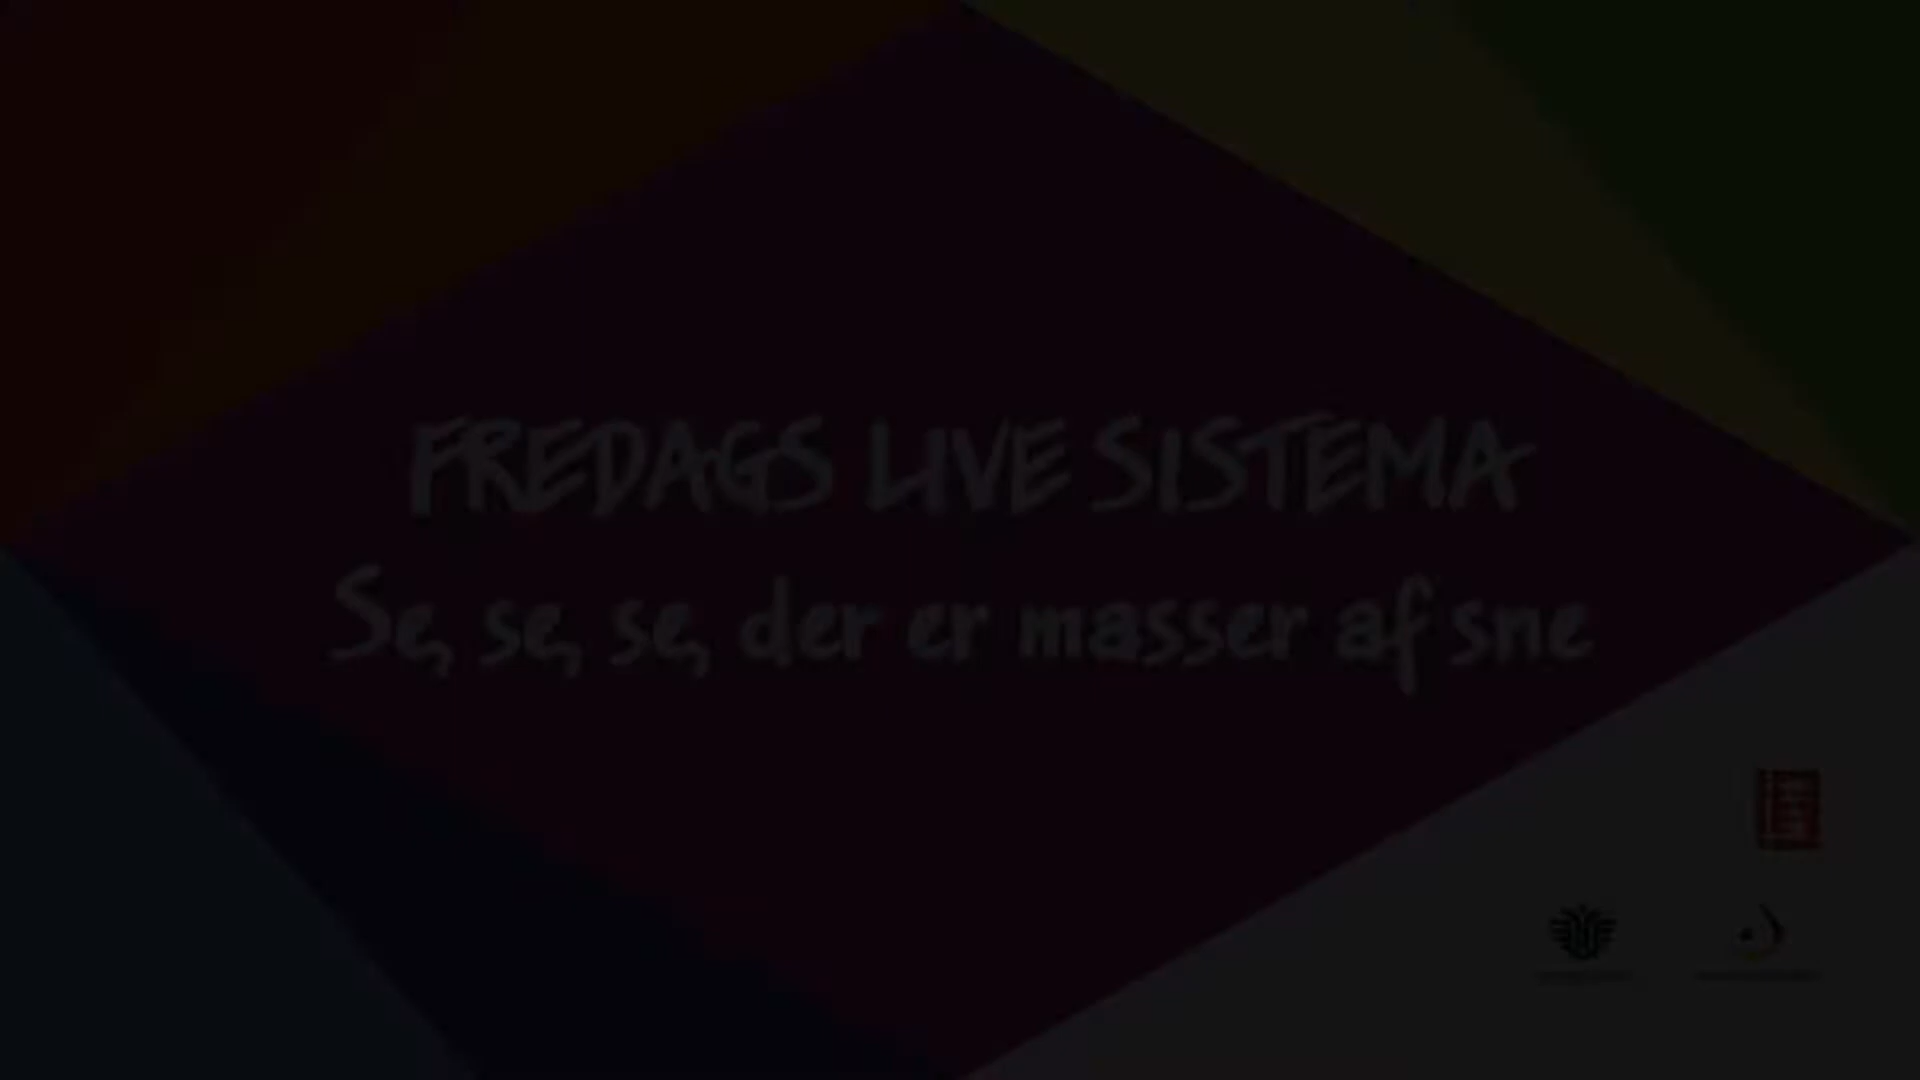 FREDAGS LIVE SISTEMA
Se, se, se, der er masser af sne